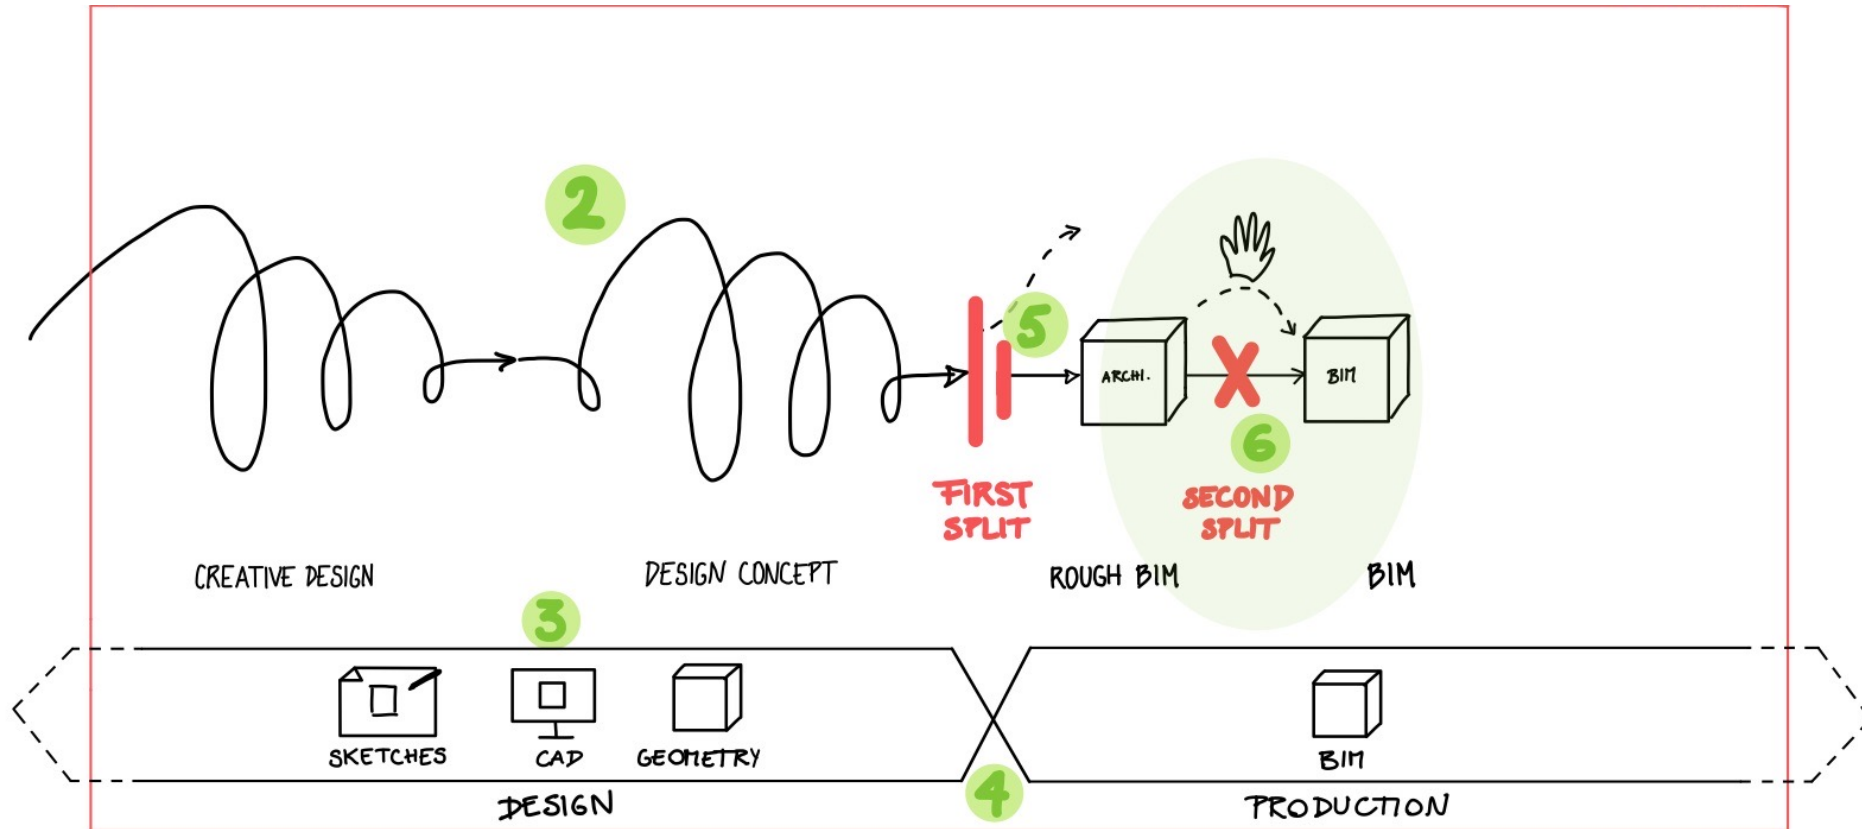 2
5
ARCHI.
BIM
6
FIRST
SPLIT
SECOND
SPLIT
CREATIVE DESIGN
DESIGN CONCEPT
ROUGH BIM
BIM
3
SKETCHES
CAD
GEOMETRY
BIM
4
DESIGN
PRODUCTION